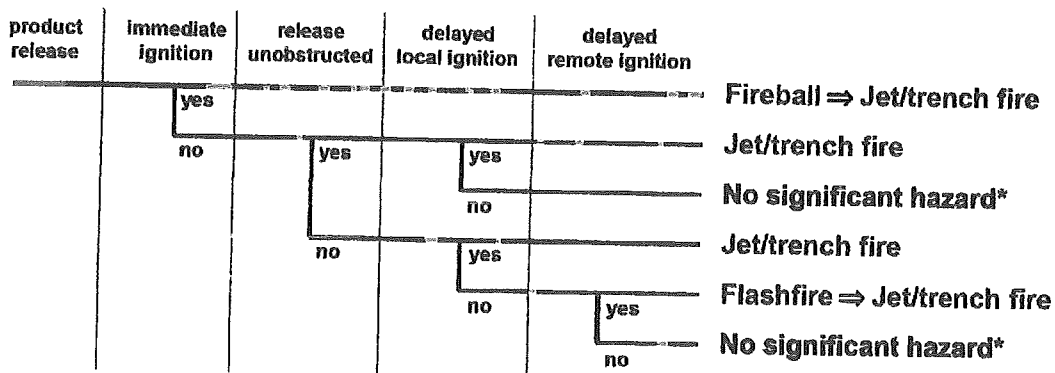 product release
immediate ignition
release unobstructed
delayed local ignition
delayed remote ignition
yes
Fireball ⇒ Jet/trench fire
no
yes
yes
Jet/trench fire
no
No significant hazard*
no
yes
Jet/trench fire
no
yes
Flashfire ⇒ Jet/trench fire
no
No significant hazard*